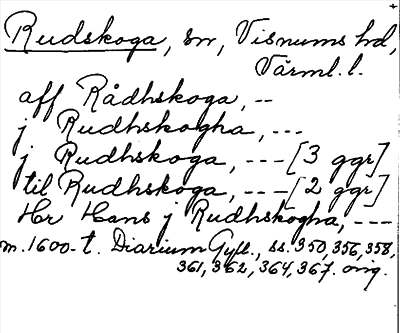 Rudskoga, sn, Visnums hd,
Värml. l.
aff Rådhskoga, --
j Rudhskogha, ---
j Rudhskoga, --- [3 ggr]
til Rudhskoga, --- [2 ggr]
Hr Hans j Rudhskogha, ---
m. 1600-t. Diarium Gyll., ss. 350, 356, 358,
361, 362, 364, 367. orig.